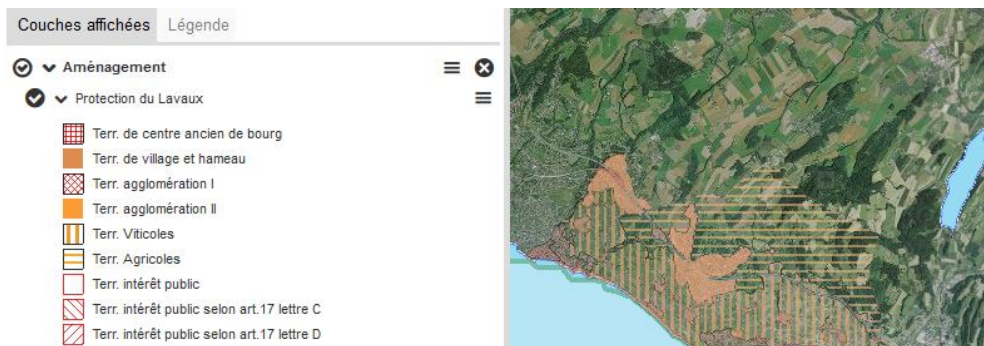 Couches affichées Légende
Aménagement
Protection du Lavaux
Terr. de centre ancien de bourg
Terr. de village et hameau
Terr. agglomération I
Terr. agglomération II
Terr. Viticoles
Terr. Agricoles
Terr. intérêt public
Terr. intérêt public selon art.17 lettre C
Terr. intérêt public selon art.17 lettre D